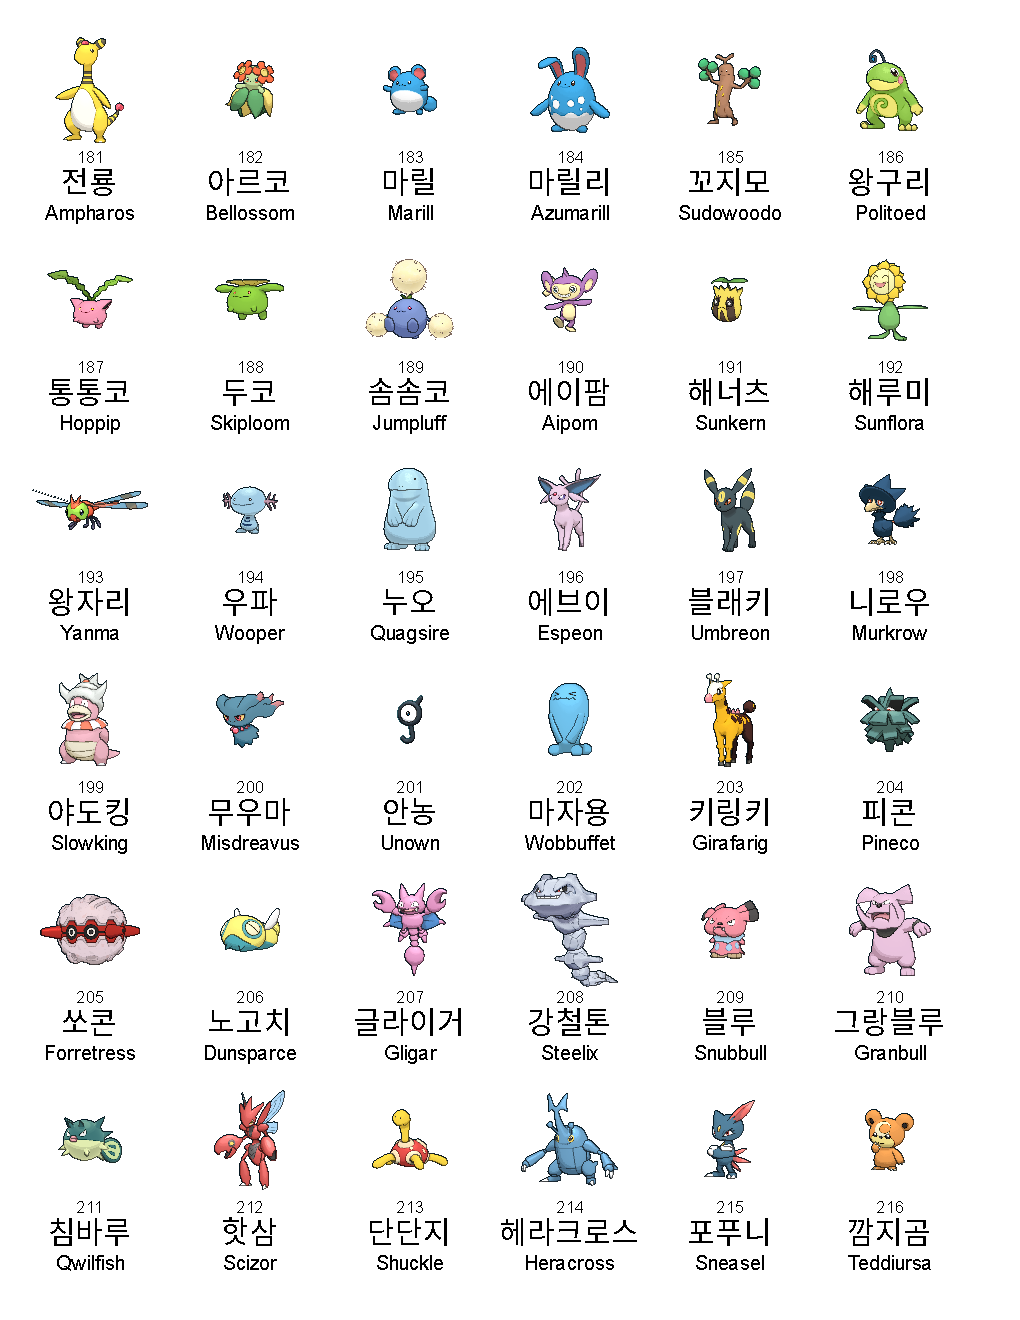 181 182 183 184 185 186
전룡 아르코 마릴 마릴리 꼬지모 왕구리
Ampharos Bellossom Marill Azumarill Sudowoodo Politoed
187 188 189 190 191 192
통통코 두코 솜솜코 에이팜 해너츠 해루미
Hoppip Skiploom Jumpluff Aipom Sunkern Sunflora
193 194 195 196 197 198
왕자리 우파 누오 에브이 블래키 니로우
Yanma Wooper Quagsire Espeon Umbreon Murkrow
199 200 201 202 203 204
야도킹 무우마 안농 마자용 키링키 피콘
Slowking Misdreavus Unown Wobbuffet Girafarig Pineco
205 206 207 208 209 210
쏘콘 노고치 글라이거 강철톤 블루 그랑블루
Forretress Dunsparce Gligar Steelix Snubbull Granbull
211 212 213 214 215 216
침바루 핫삼 단단지 헤라크로스 포푸니 깜지곰
Qwilfish Scizor Shuckle Heracross Sneasel Teddiursa